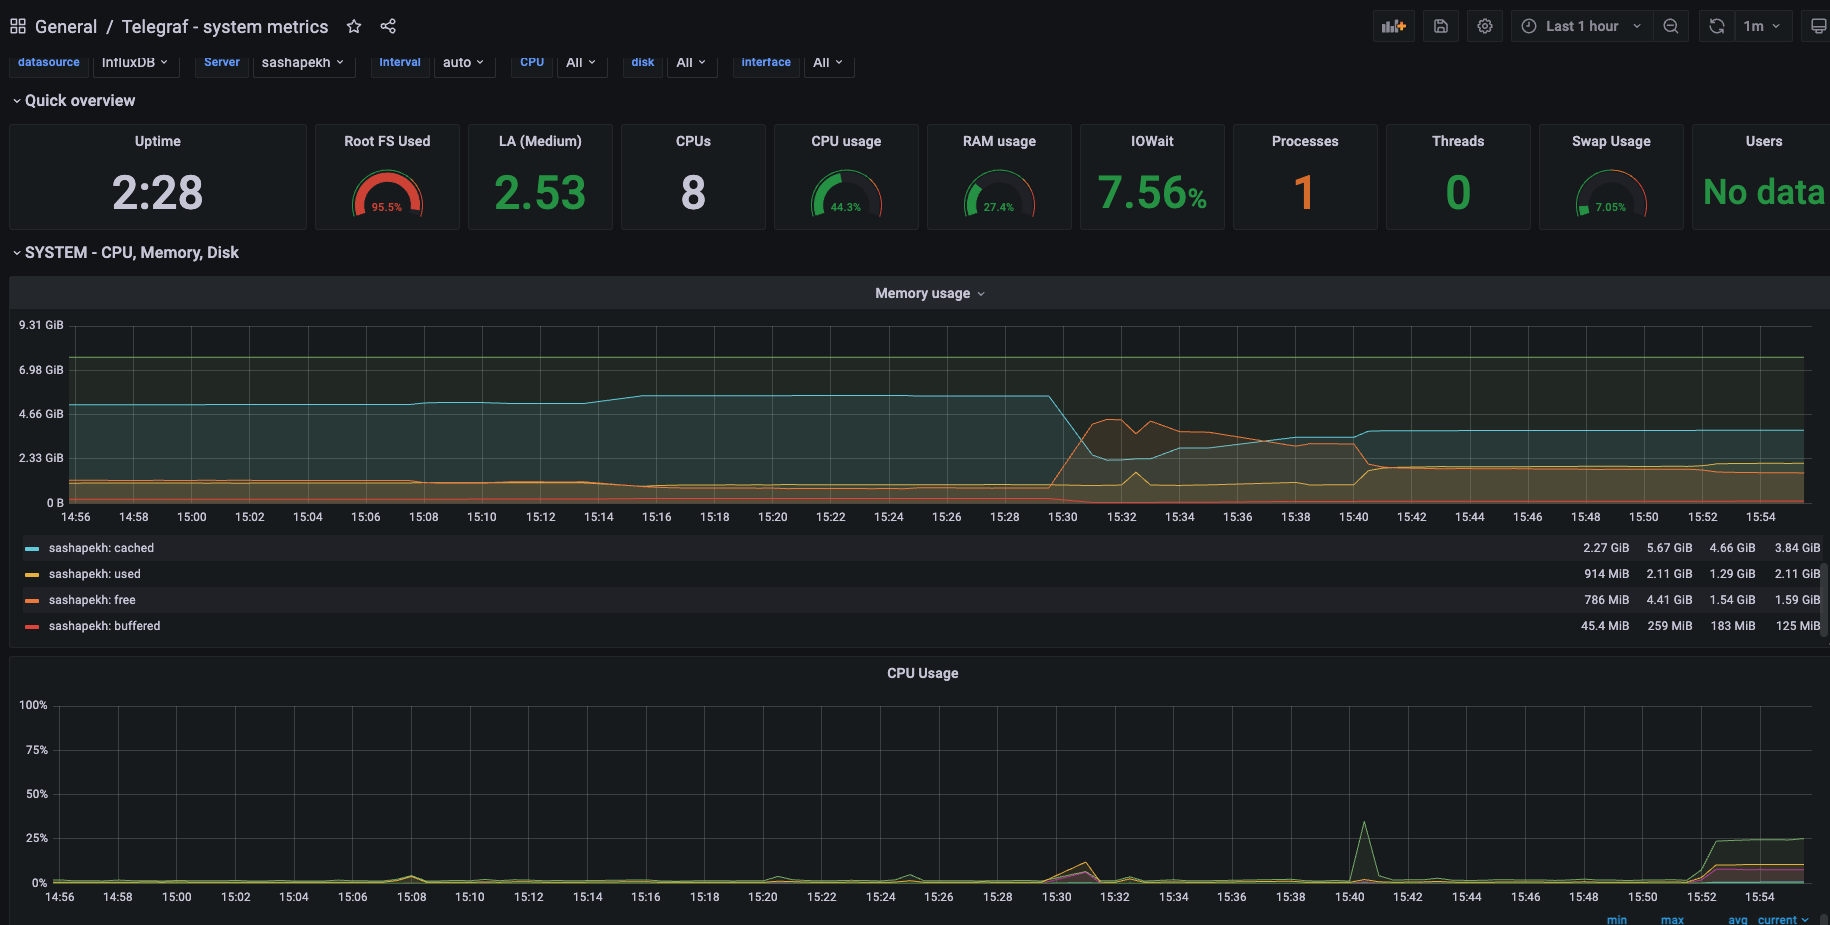 General / Telegraf - system metrics
Last 1 hour
1m
datasource InfluxDB Server sashapekh Interval auto CPU All disk All interface All
Quick overview
Uptime Root FS Used LA (Medium) CPUs CPU usage RAM usage IOWait Processes Threads Swap Usage Users
2:28 95.5% 2.53 8 44.3% 27.4% 7.56% 1 0 7.05% No data
SYSTEM - CPU, Memory, Disk
Memory usage
9.31 GiB
6.98 GiB
4.66 GiB
2.33 GiB
0 B
14:56 14:58 15:00 15:02 15:04 15:06 15:08 15:10 15:12 15:14 15:16 15:18 15:20 15:22 15:24 15:26 15:28 15:30 15:32 15:34 15:36 15:38 15:40 15:42 15:44 15:46 15:48 15:50 15:52 15:54
sashapekh: cached 2.27 GiB 5.67 GiB 4.66 GiB 3.84 GiB
sashapekh: used 914 MiB 2.11 GiB 1.29 GiB 2.11 GiB
sashapekh: free 786 MiB 4.41 GiB 1.54 GiB 1.59 GiB
sashapekh: buffered 45.4 MiB 259 MiB 183 MiB 125 MiB
CPU Usage
100%
75%
50%
25%
0%
14:56 14:58 15:00 15:02 15:04 15:06 15:08 15:10 15:12 15:14 15:16 15:18 15:20 15:22 15:24 15:26 15:28 15:30 15:32 15:34 15:36 15:38 15:40 15:42 15:44 15:46 15:48 15:50 15:52 15:54
min max avg current